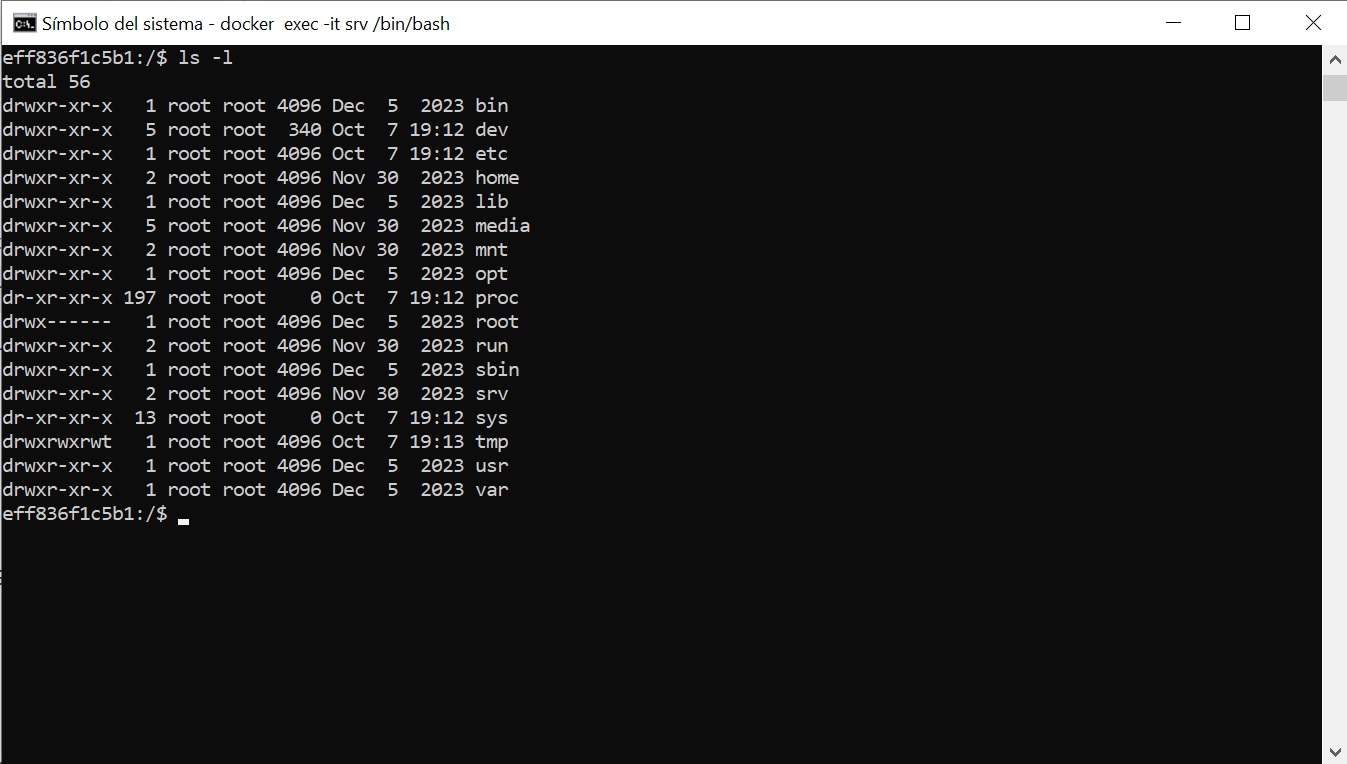 Símbolo del sistema - docker  exec -it srv /bin/bash
eff836f1c5b1:/$ ls -l
total 56
drwxr-xr-x   1 root root 4096 Dec  5  2023 bin
drwxr-xr-x   5 root root  340 Oct  7 19:12 dev
drwxr-xr-x   1 root root 4096 Oct  7 19:12 etc
drwxr-xr-x   2 root root 4096 Nov 30  2023 home
drwxr-xr-x   1 root root 4096 Dec  5  2023 lib
drwxr-xr-x   5 root root 4096 Nov 30  2023 media
drwxr-xr-x   2 root root 4096 Nov 30  2023 mnt
drwxr-xr-x   1 root root 4096 Dec  5  2023 opt
dr-xr-xr-x 197 root root    0 Oct  7 19:12 proc
drwx------   1 root root 4096 Dec  5  2023 root
drwxr-xr-x   2 root root 4096 Nov 30  2023 run
drwxr-xr-x   1 root root 4096 Dec  5  2023 sbin
drwxr-xr-x   2 root root 4096 Nov 30  2023 srv
dr-xr-xr-x  13 root root    0 Oct  7 19:12 sys
drwxrwxrwt   1 root root 4096 Oct  7 19:13 tmp
drwxr-xr-x   1 root root 4096 Dec  5  2023 usr
drwxr-xr-x   1 root root 4096 Dec  5  2023 var
eff836f1c5b1:/$